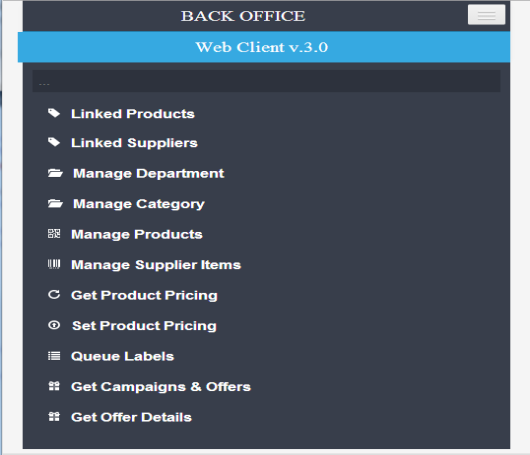 BACK OFFICE
Web Client v.3.0
...
Linked Products
Linked Suppliers
Manage Department
Manage Category
Manage Products
Manage Supplier Items
Get Product Pricing
Set Product Pricing
Queue Labels
Get Campaigns & Offers
Get Offer Details